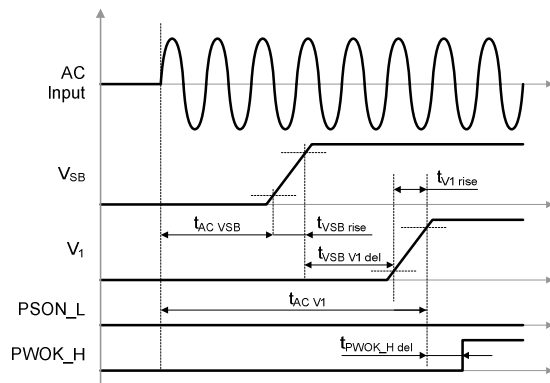 AC
Input
VSB
tV1 rise
tAC VSB
tVSB rise
V1
tVSB V1 del
tAC V1
PSON_L
PWOK_H
tPWOK_H del